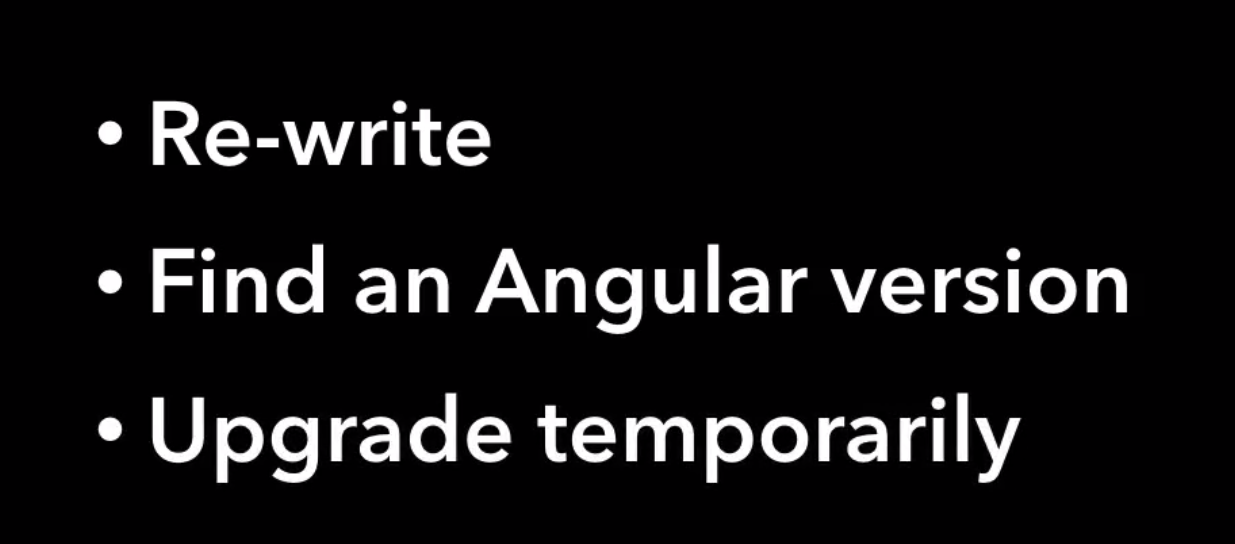 • Re-write
• Find an Angular version
• Upgrade temporarily